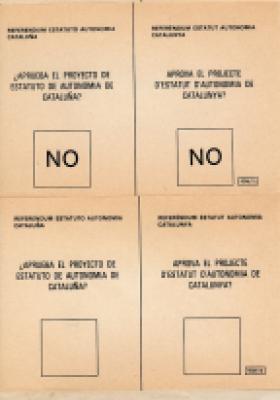 REFERENDUM ESTATUTO AUTONOMIA
CATALUÑA
¿APRUEBA EL PROYECTO DE
ESTATUTO DE AUTONOMIA DE
CATALUÑA?
NO
REFERENDUM ESTATUT AUTONOMIA
CATALUNYA
APROVA EL PROJECTE
D'ESTATUT D'AUTONOMIA DE
CATALUNYA?
NO
REFERENDUM ESTATUTO AUTONOMIA
CATALUÑA
¿APRUEBA EL PROYECTO DE
ESTATUTO DE AUTONOMIA DE
CATALUÑA?
REFERÈNDUM ESTATUT AUTONOMIA
CATALUNYA
APROVA EL PROJECTE
D'ESTATUT D'AUTONOMIA DE
CATALUNYA?